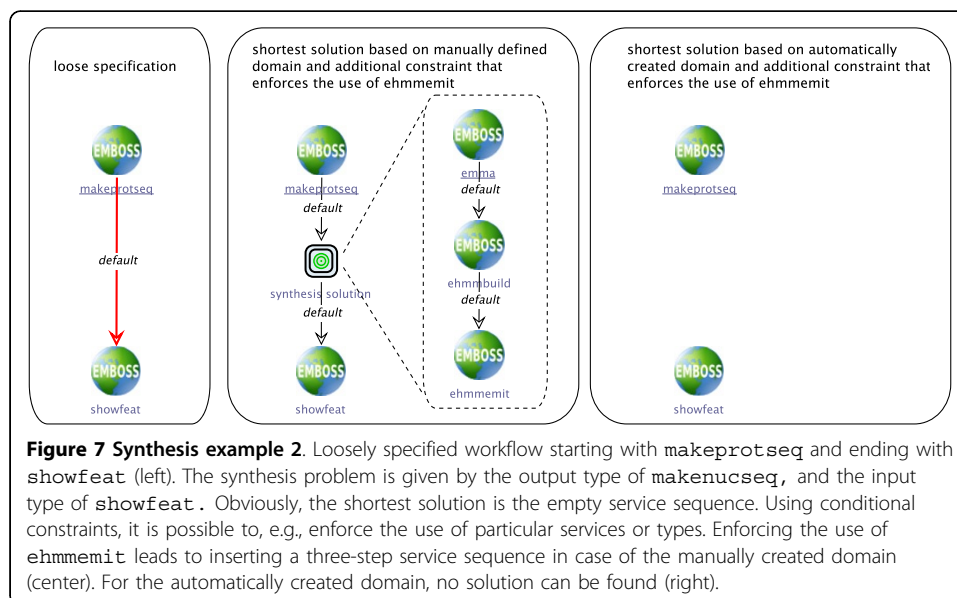 loose specification
EMBOSS
makeprotseq
default
EMBOSS
showfeat
shortest solution based on manually defined
domain and additional constraint that
enforces the use of ehmmemit
EMBOSS
makeprotseq
default
synthesis solution
default
EMBOSS
showfeat
EMBOSS
emma
default
EMBOSS
ehmmbuild
default
EMBOSS
ehmmemit
shortest solution based on automatically
created domain and additional constraint that
enforces the use of ehmmemit
EMBOSS
makeprotseq
EMBOSS
showfeat
Figure 7 Synthesis example 2. Loosely specified workflow starting with makeprotseq and ending with
showfeat (left). The synthesis problem is given by the output type of makenucseq, and the input
type of showfeat. Obviously, the shortest solution is the empty service sequence. Using conditional
constraints, it is possible to, e.g., enforce the use of particular services or types. Enforcing the use of
ehmmemit leads to inserting a three-step service sequence in case of the manually created domain
(center). For the automatically created domain, no solution can be found (right).